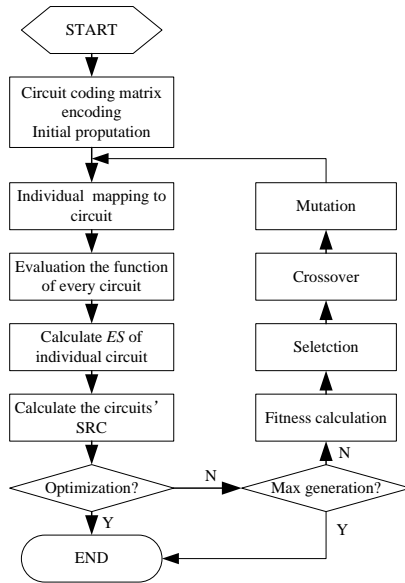 START
Circuit coding matrix
encoding
Initial proputation
Individual mapping to
circuit
Evaluation the function
of every circuit
Calculate ES of
individual circuit
Calculate the circuits’
SRC
Optimization?
N
Y
END
Mutation
Crossover
Seletction
Fitness calculation
N
Max generation?
Y